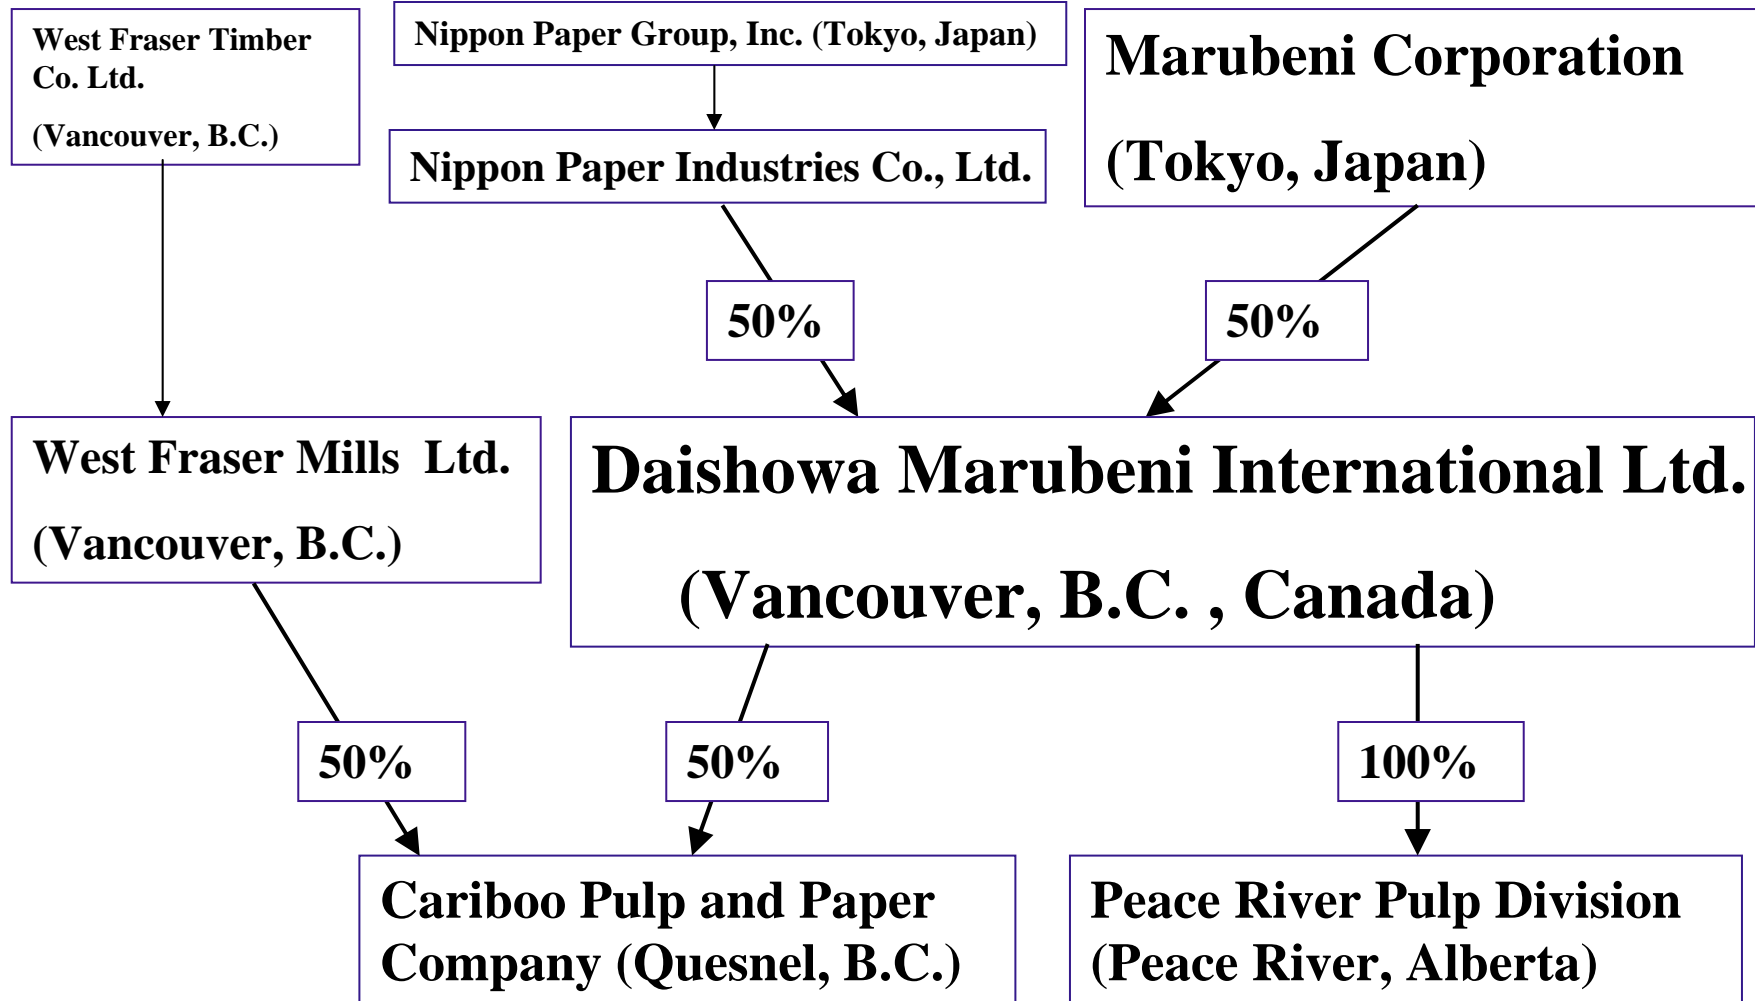 West Fraser Timber
Co. Ltd.
(Vancouver, B.C.)
Nippon Paper Group, Inc. (Tokyo, Japan)
Nippon Paper Industries Co., Ltd.
Marubeni Corporation
(Tokyo, Japan)
50%
50%
West Fraser Mills  Ltd.
(Vancouver, B.C.)
Daishowa Marubeni International Ltd.
(Vancouver, B.C. , Canada)
50%
50%
100%
Cariboo Pulp and Paper
Company (Quesnel, B.C.)
Peace River Pulp Division
(Peace River, Alberta)